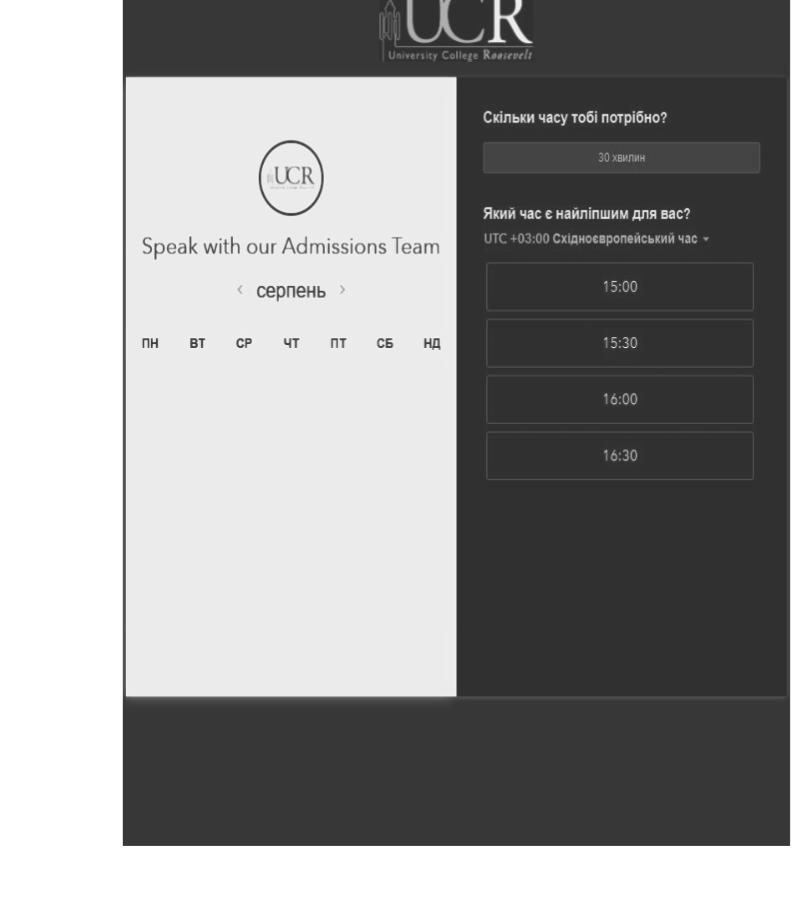 UCR
University College Roosevelt
UCR
Speak with our Admissions Team
‹ серпень ›
ПН ВТ СР ЧТ ПТ СБ НД
Скільки часу тобі потрібно?
30 хвилин
Який час є найліпшим для вас?
UTC +03:00 Східноєвропейський час
15:00
15:30
16:00
16:30